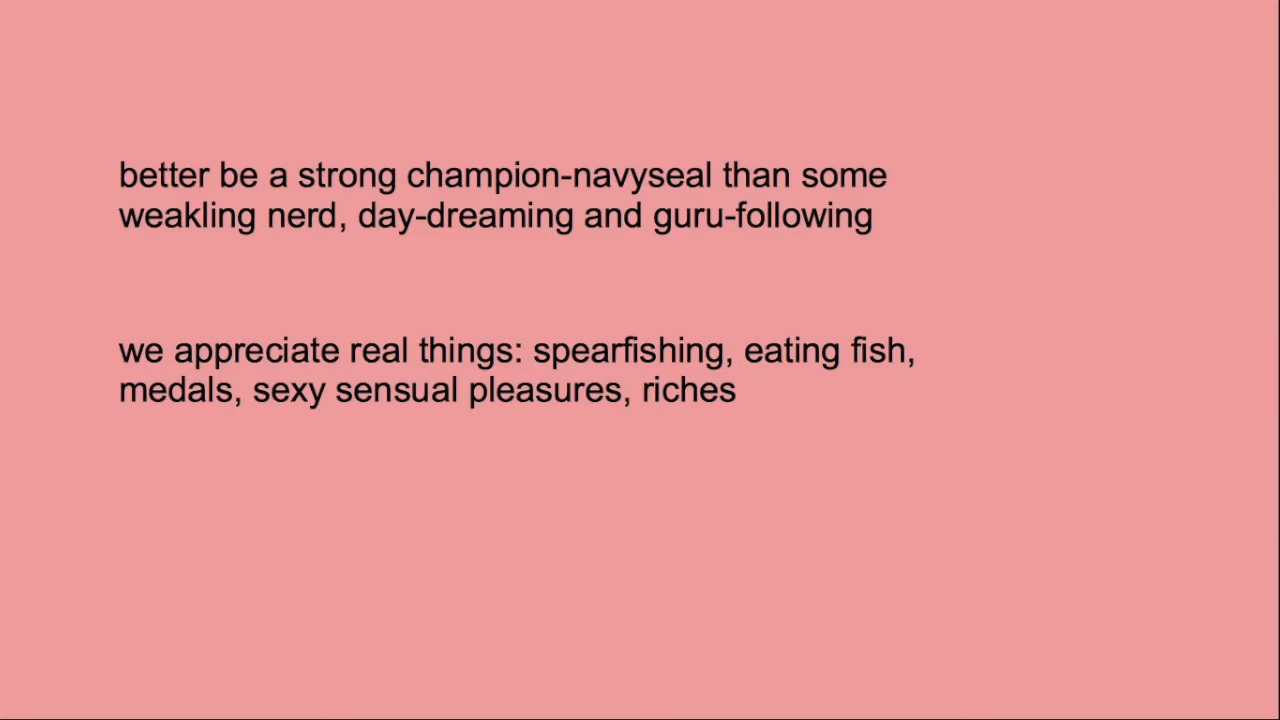 better be a strong champion-navyseal than some
weakling nerd, day-dreaming and guru-following
we appreciate real things: spearfishing, eating fish,
medals, sexy sensual pleasures, riches